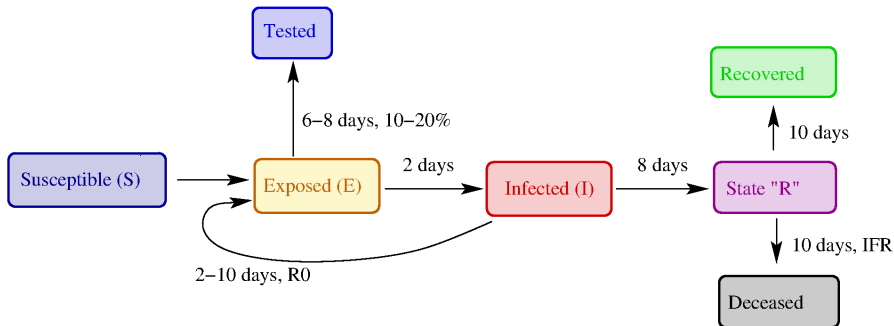 Tested
Recovered
6−8 days, 10−20%
10 days
Susceptible (S)
Exposed (E)
2 days
Infected (I)
8 days
State "R"
10 days, IFR
2−10 days, R0
Deceased